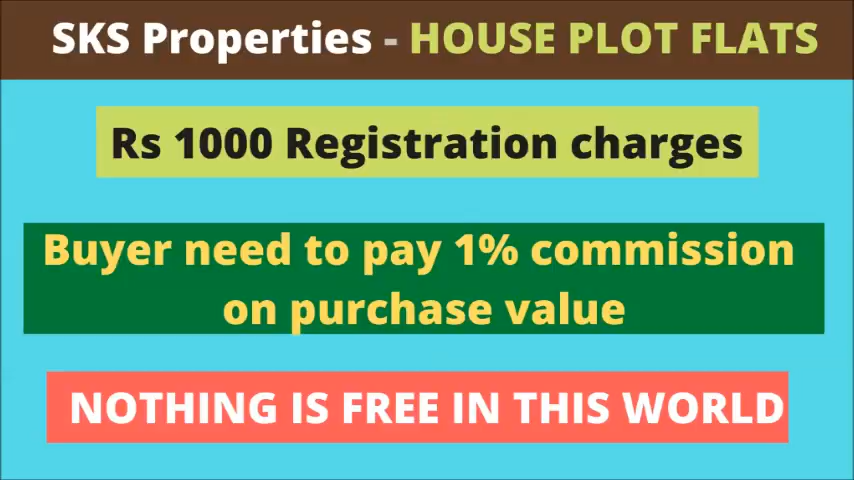 SKS Properties - HOUSE PLOT FLATS
Rs 1000 Registration charges
Buyer need to pay 1% commission
on purchase value
NOTHING IS FREE IN THIS WORLD